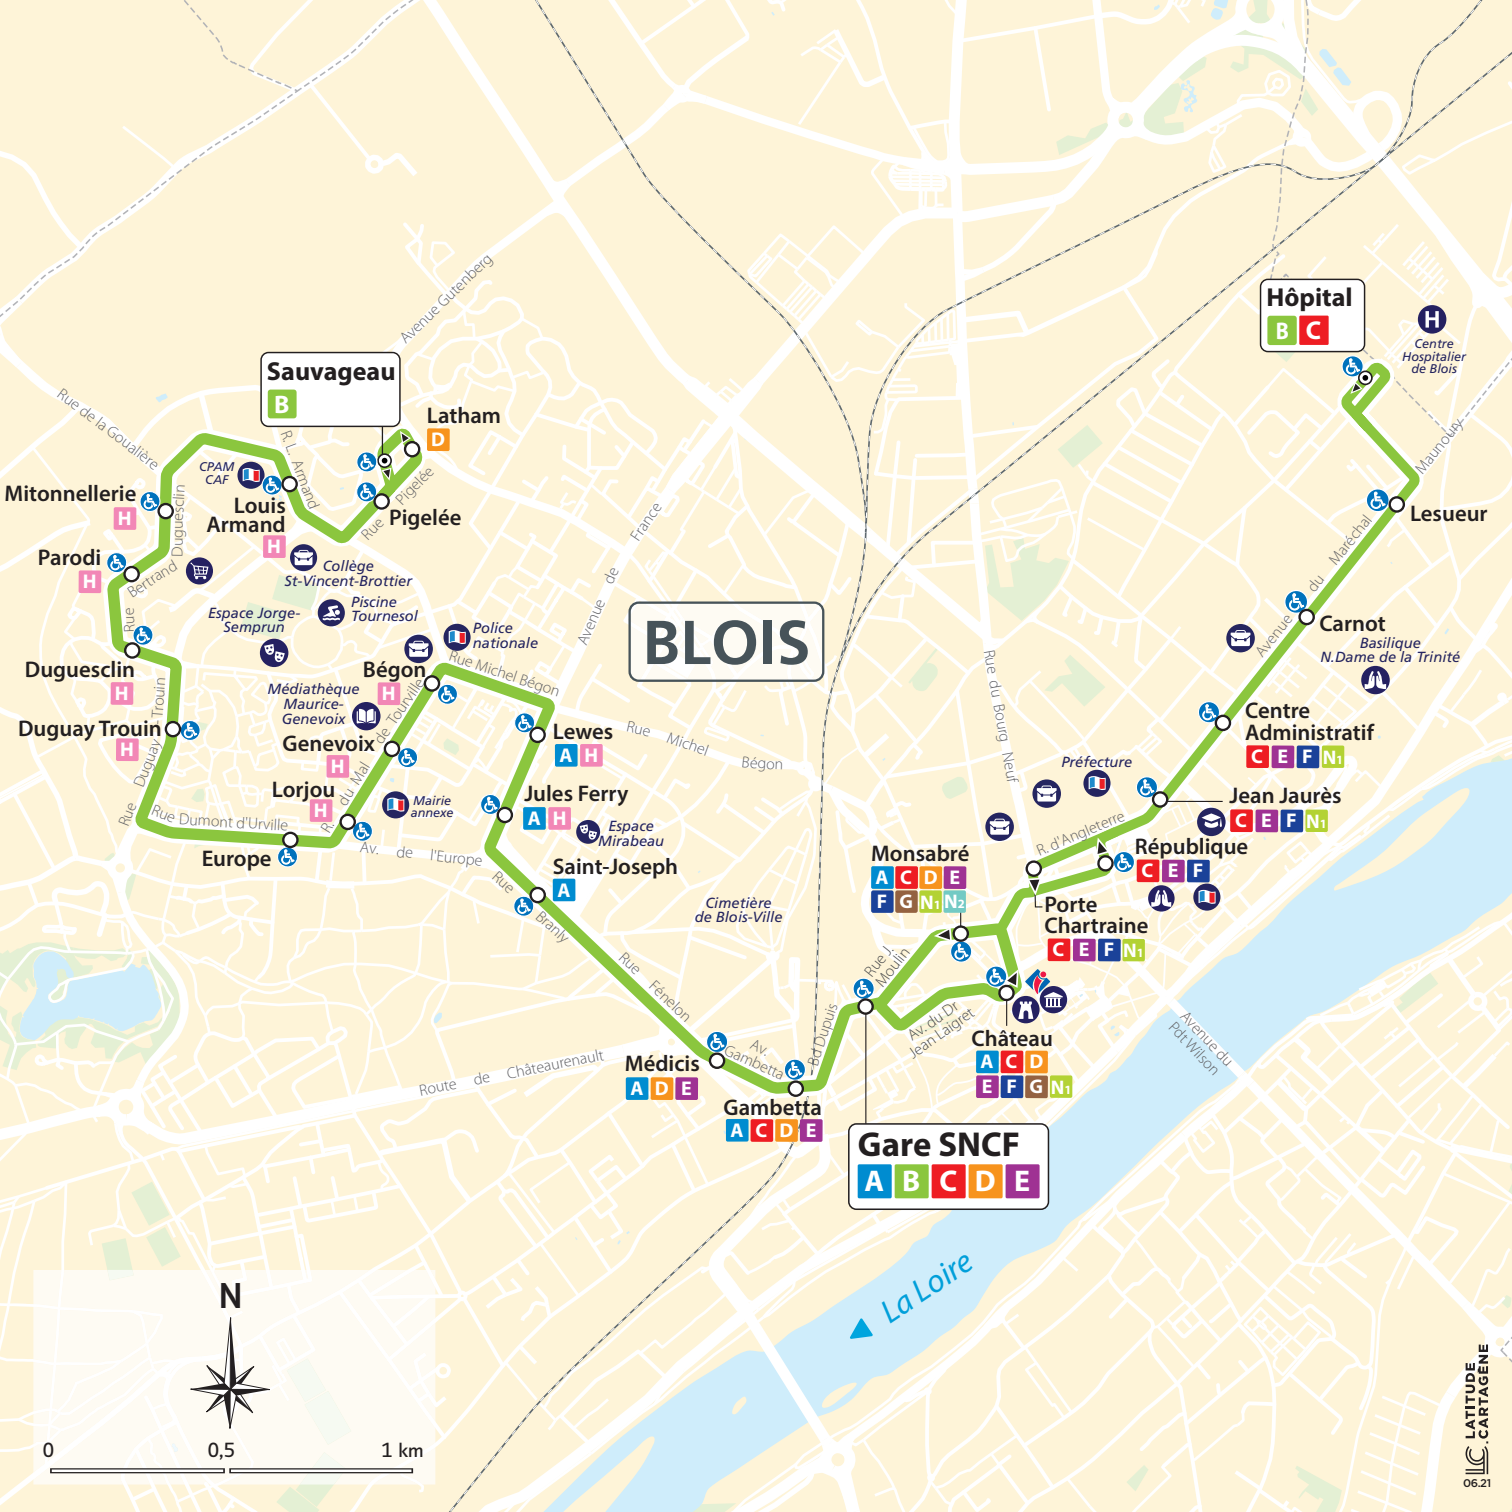 Avenue Gutenberg
Hôpital
B C
H
Centre
Hospitalier
de Blois
Sauvageau
B
Rue de la Goualière
Latham
D
R. L. Armand
CPAM
CAF
Mitonnellerie
H
Louis
Armand
H
Rue Pigelée
Pigelée
Maunoury
Lesueur
Parodi
H
Rue Bertrand Duguesclin
Collège
St-Vincent-Brottier
Avenue de France
Avenue du Maréchal
Espace Jorge-
Semprun
Piscine
Tournesol
BLOIS
Carnot
Basilique
N.Dame de la Trinité
Police
nationale
Duguesclin
H
Bégon
H
Rue Michel Bégon
Rue du Bourg Neuf
Médiathèque
Maurice-
Genevoix
Duguay Trouin
H
Rue Duguay - Trouin
Genevoix
H
Lewes
A H
Rue Michel Bégon
Centre
Administratif
C E F N1
Préfecture
Lorjou
H
R. du Mal de Tourville
Mairie
annexe
Jules Ferry
A H
Espace
Mirabeau
Jean Jaurès
C E F N1
Rue Dumont d'Urville
Europe
Av. de l'Europe
R. d'Angleterre
République
C E F
Monsabré
A C D E
F G N1 N2
Saint-Joseph
A
Rue Branly
Cimetière
de Blois-Ville
Porte
Chartraine
C E F N1
Rue Fénelon
Rue J.
Moulin
Av. du Dr
Jean Laigret
Château
A C D
E F G N1
Avenue du
Pdt Wilson
Bd Dupuis
Av.
Gambetta
Route de Châteaurenault
Médicis
A D E
Gambetta
A C D E
Gare SNCF
A B C D E
La Loire
N
0 0,5 1 km
LATITUDE
.CARTAGÈNE
LC
06.21